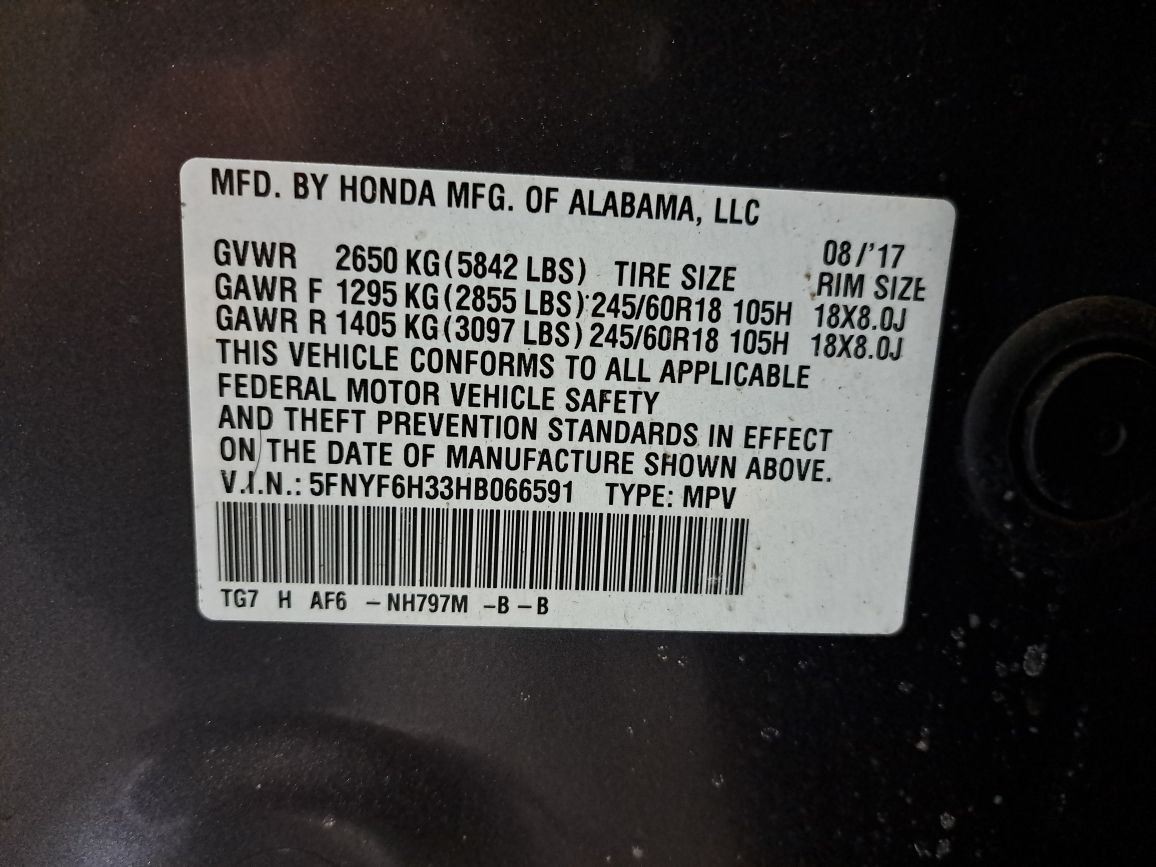 MFD. BY HONDA MFG. OF ALABAMA, LLC
08/'17
GVWR 2650 KG(5842 LBS) TIRE SIZE RIM SIZE
GAWR F 1295 KG(2855 LBS) 245/60R18 105H 18X8.0J
GAWR R 1405 KG(3097 LBS) 245/60R18 105H 18X8.0J
THIS VEHICLE CONFORMS TO ALL APPLICABLE
FEDERAL MOTOR VEHICLE SAFETY
AND THEFT PREVENTION STANDARDS IN EFFECT
ON THE DATE OF MANUFACTURE SHOWN ABOVE.
V.I.N.: 5FNYF6H33HB066591 TYPE: MPV
TG7 H AF6 -NH797M -B -B